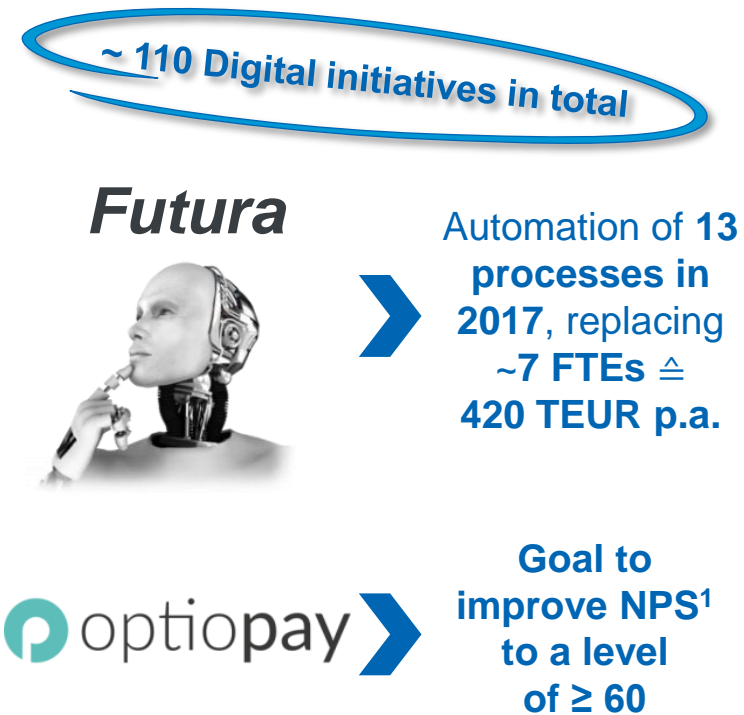 ~ 110 Digital initiatives in total
Futura
Automation of 13
processes in
2017, replacing
~7 FTEs ≙
420 TEUR p.a.
optiopay
Goal to
improve NPS¹
to a level
of ≥ 60